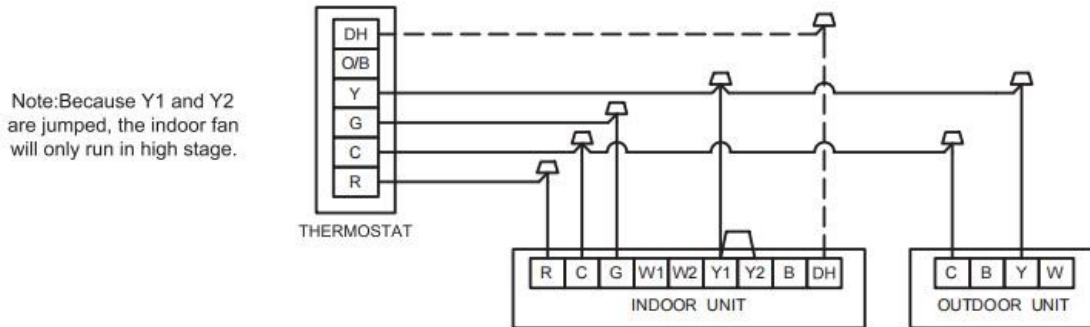 Note:Because Y1 and Y2
are jumped, the indoor fan
will only run in high stage.
DH
O/B
Y
G
C
R
THERMOSTAT
R C G W1 W2 Y1 Y2 B DH
INDOOR UNIT
C B Y W
OUTDOOR UNIT